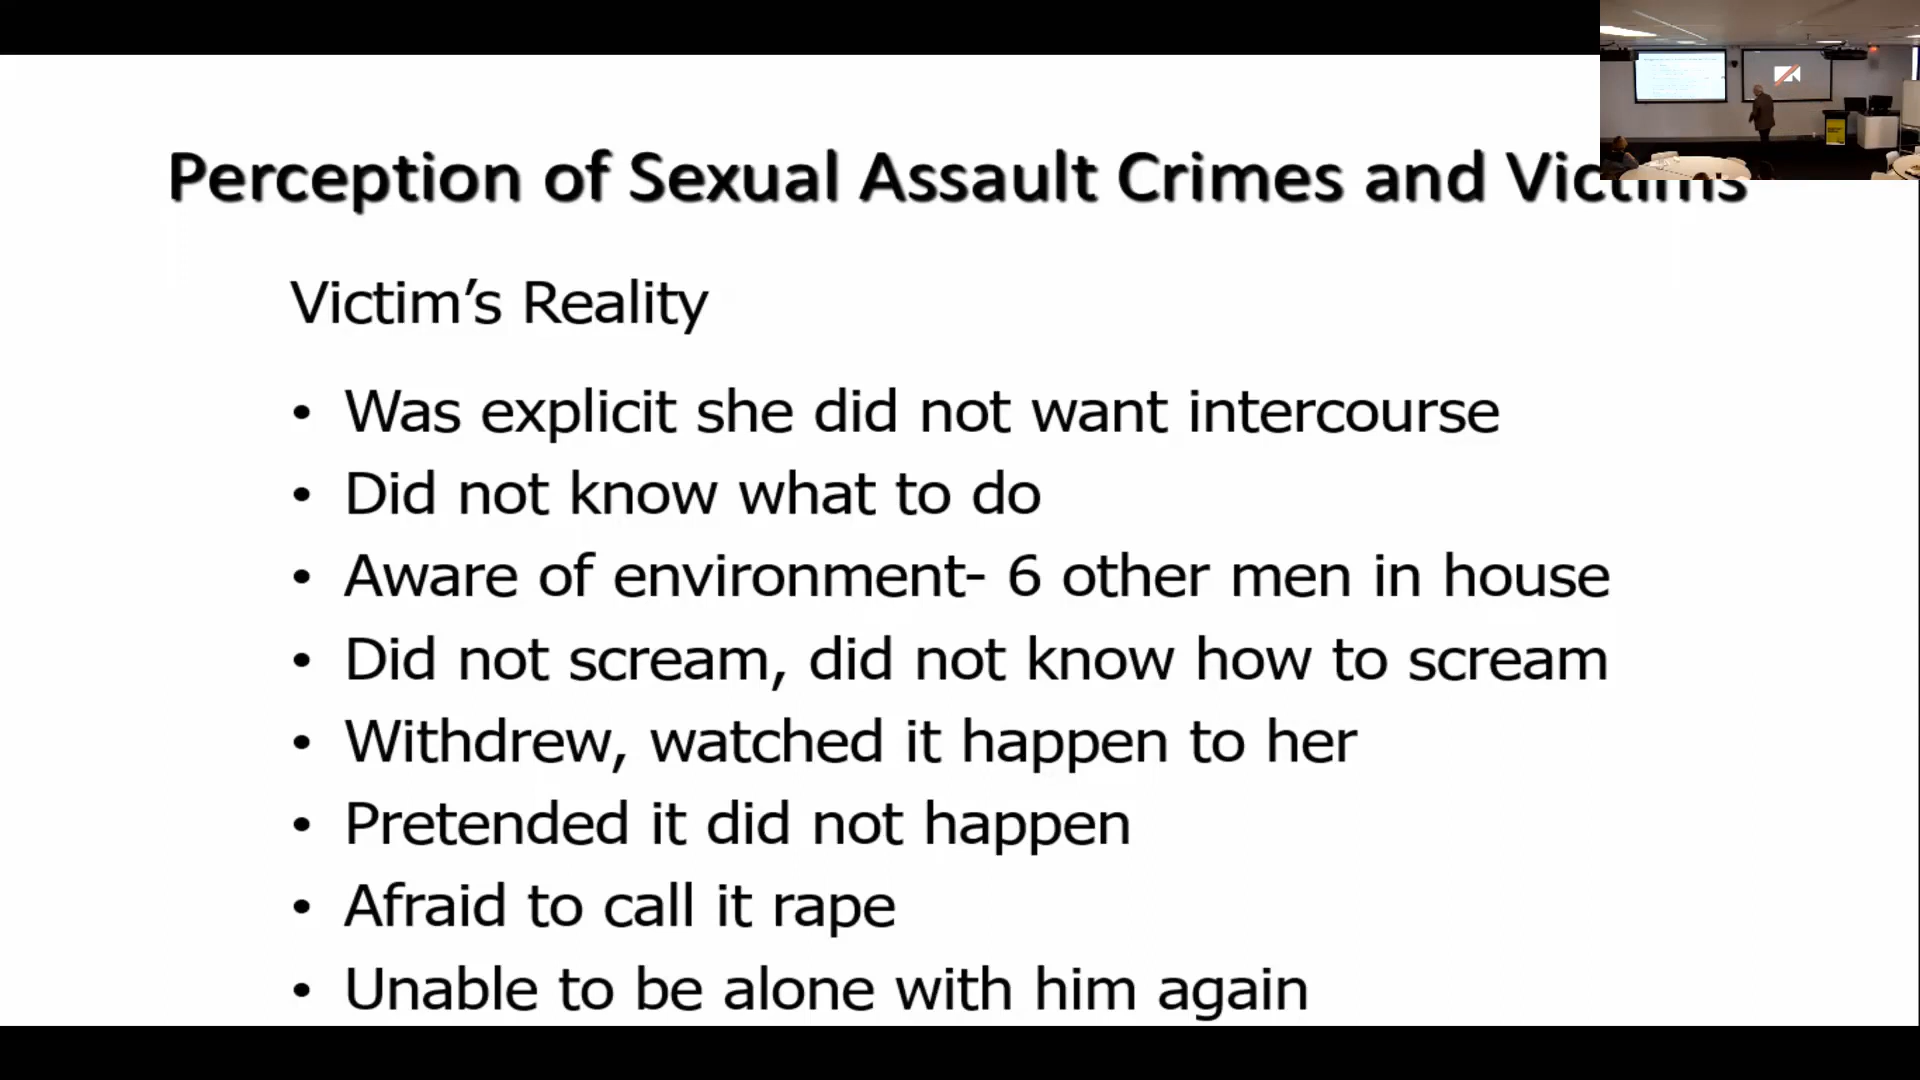 Perception of Sexual Assault Crimes and Victims
Victim’s Reality
• Was explicit she did not want intercourse
• Did not know what to do
• Aware of environment- 6 other men in house
• Did not scream, did not know how to scream
• Withdrew, watched it happen to her
• Pretended it did not happen
• Afraid to call it rape
• Unable to be alone with him again